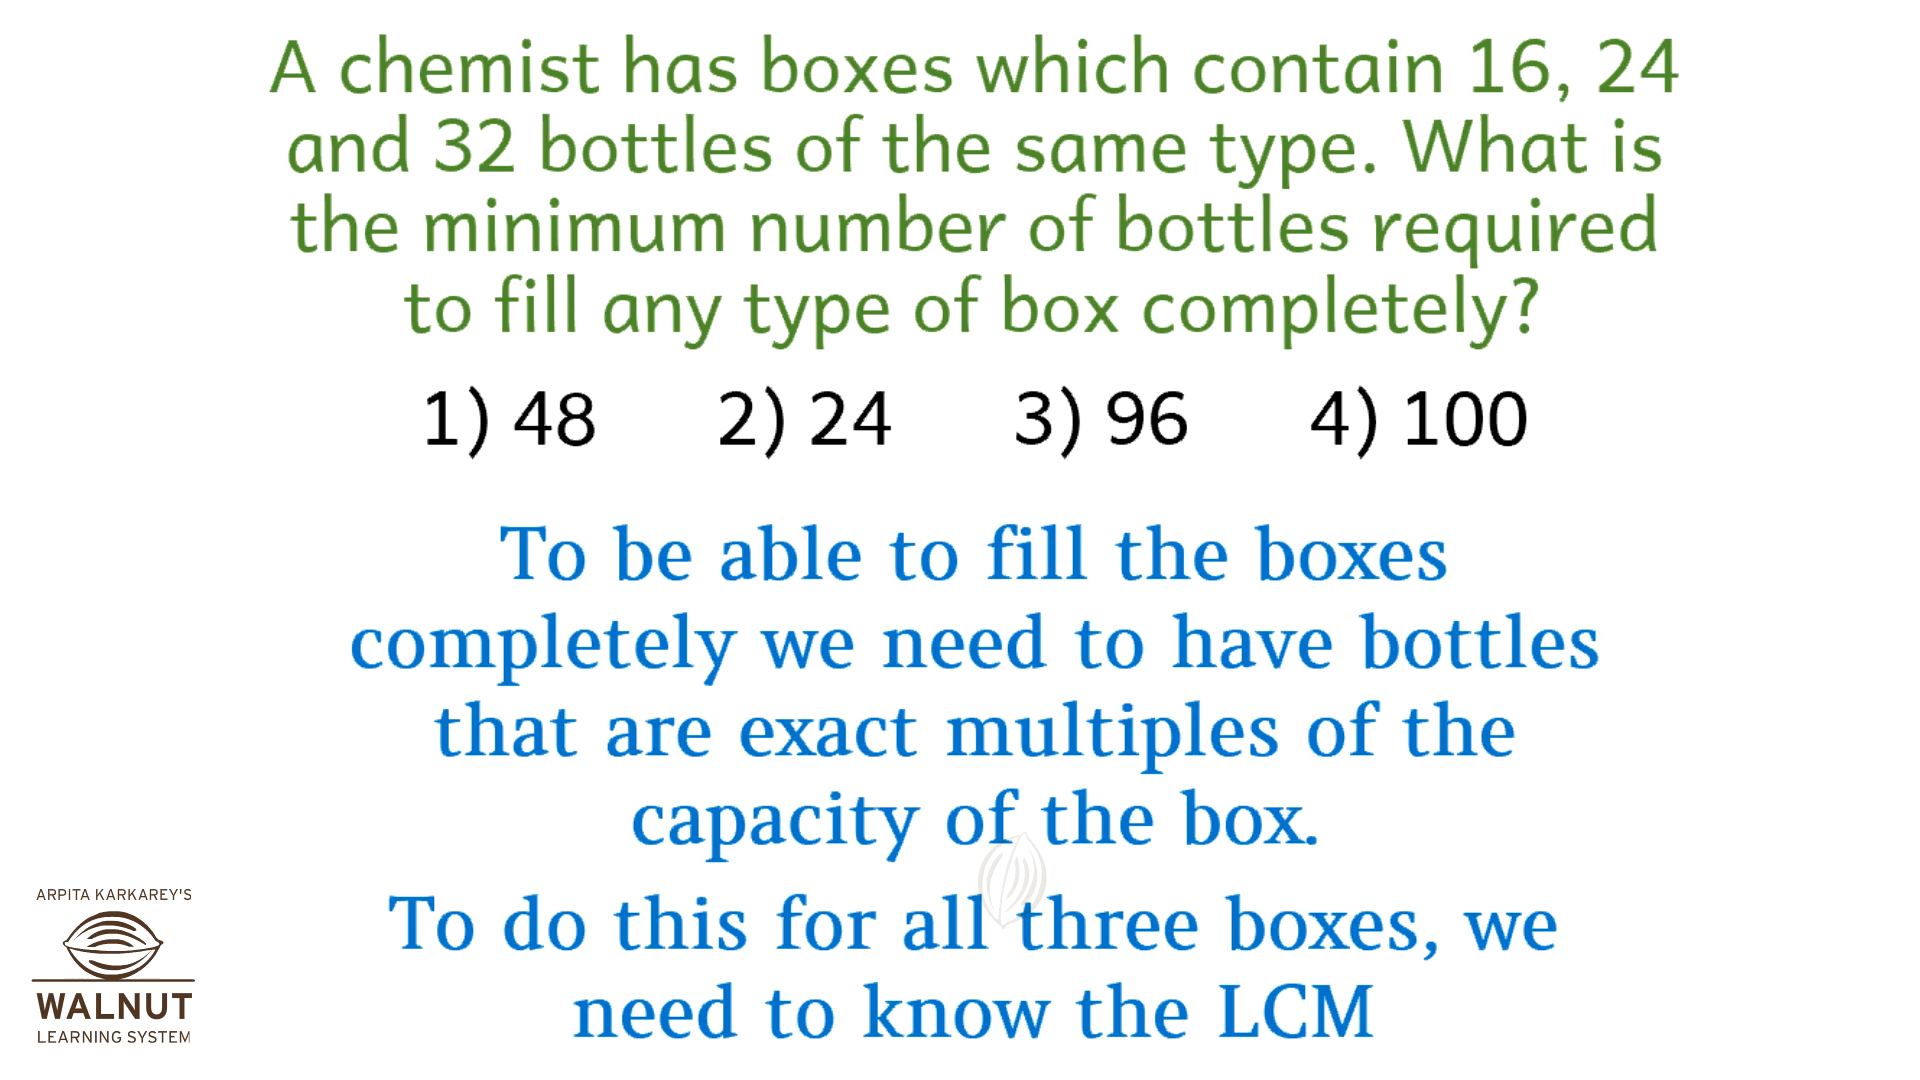 A chemist has boxes which contain 16, 24
and 32 bottles of the same type. What is
the minimum number of bottles required
to fill any type of box completely?
1) 48 2) 24 3) 96 4) 100
To be able to fill the boxes
completely we need to have bottles
that are exact multiples of the
capacity of the box.
To do this for all three boxes, we
need to know the LCM
ARPITA KARKAREY'S
WALNUT
LEARNING SYSTEM